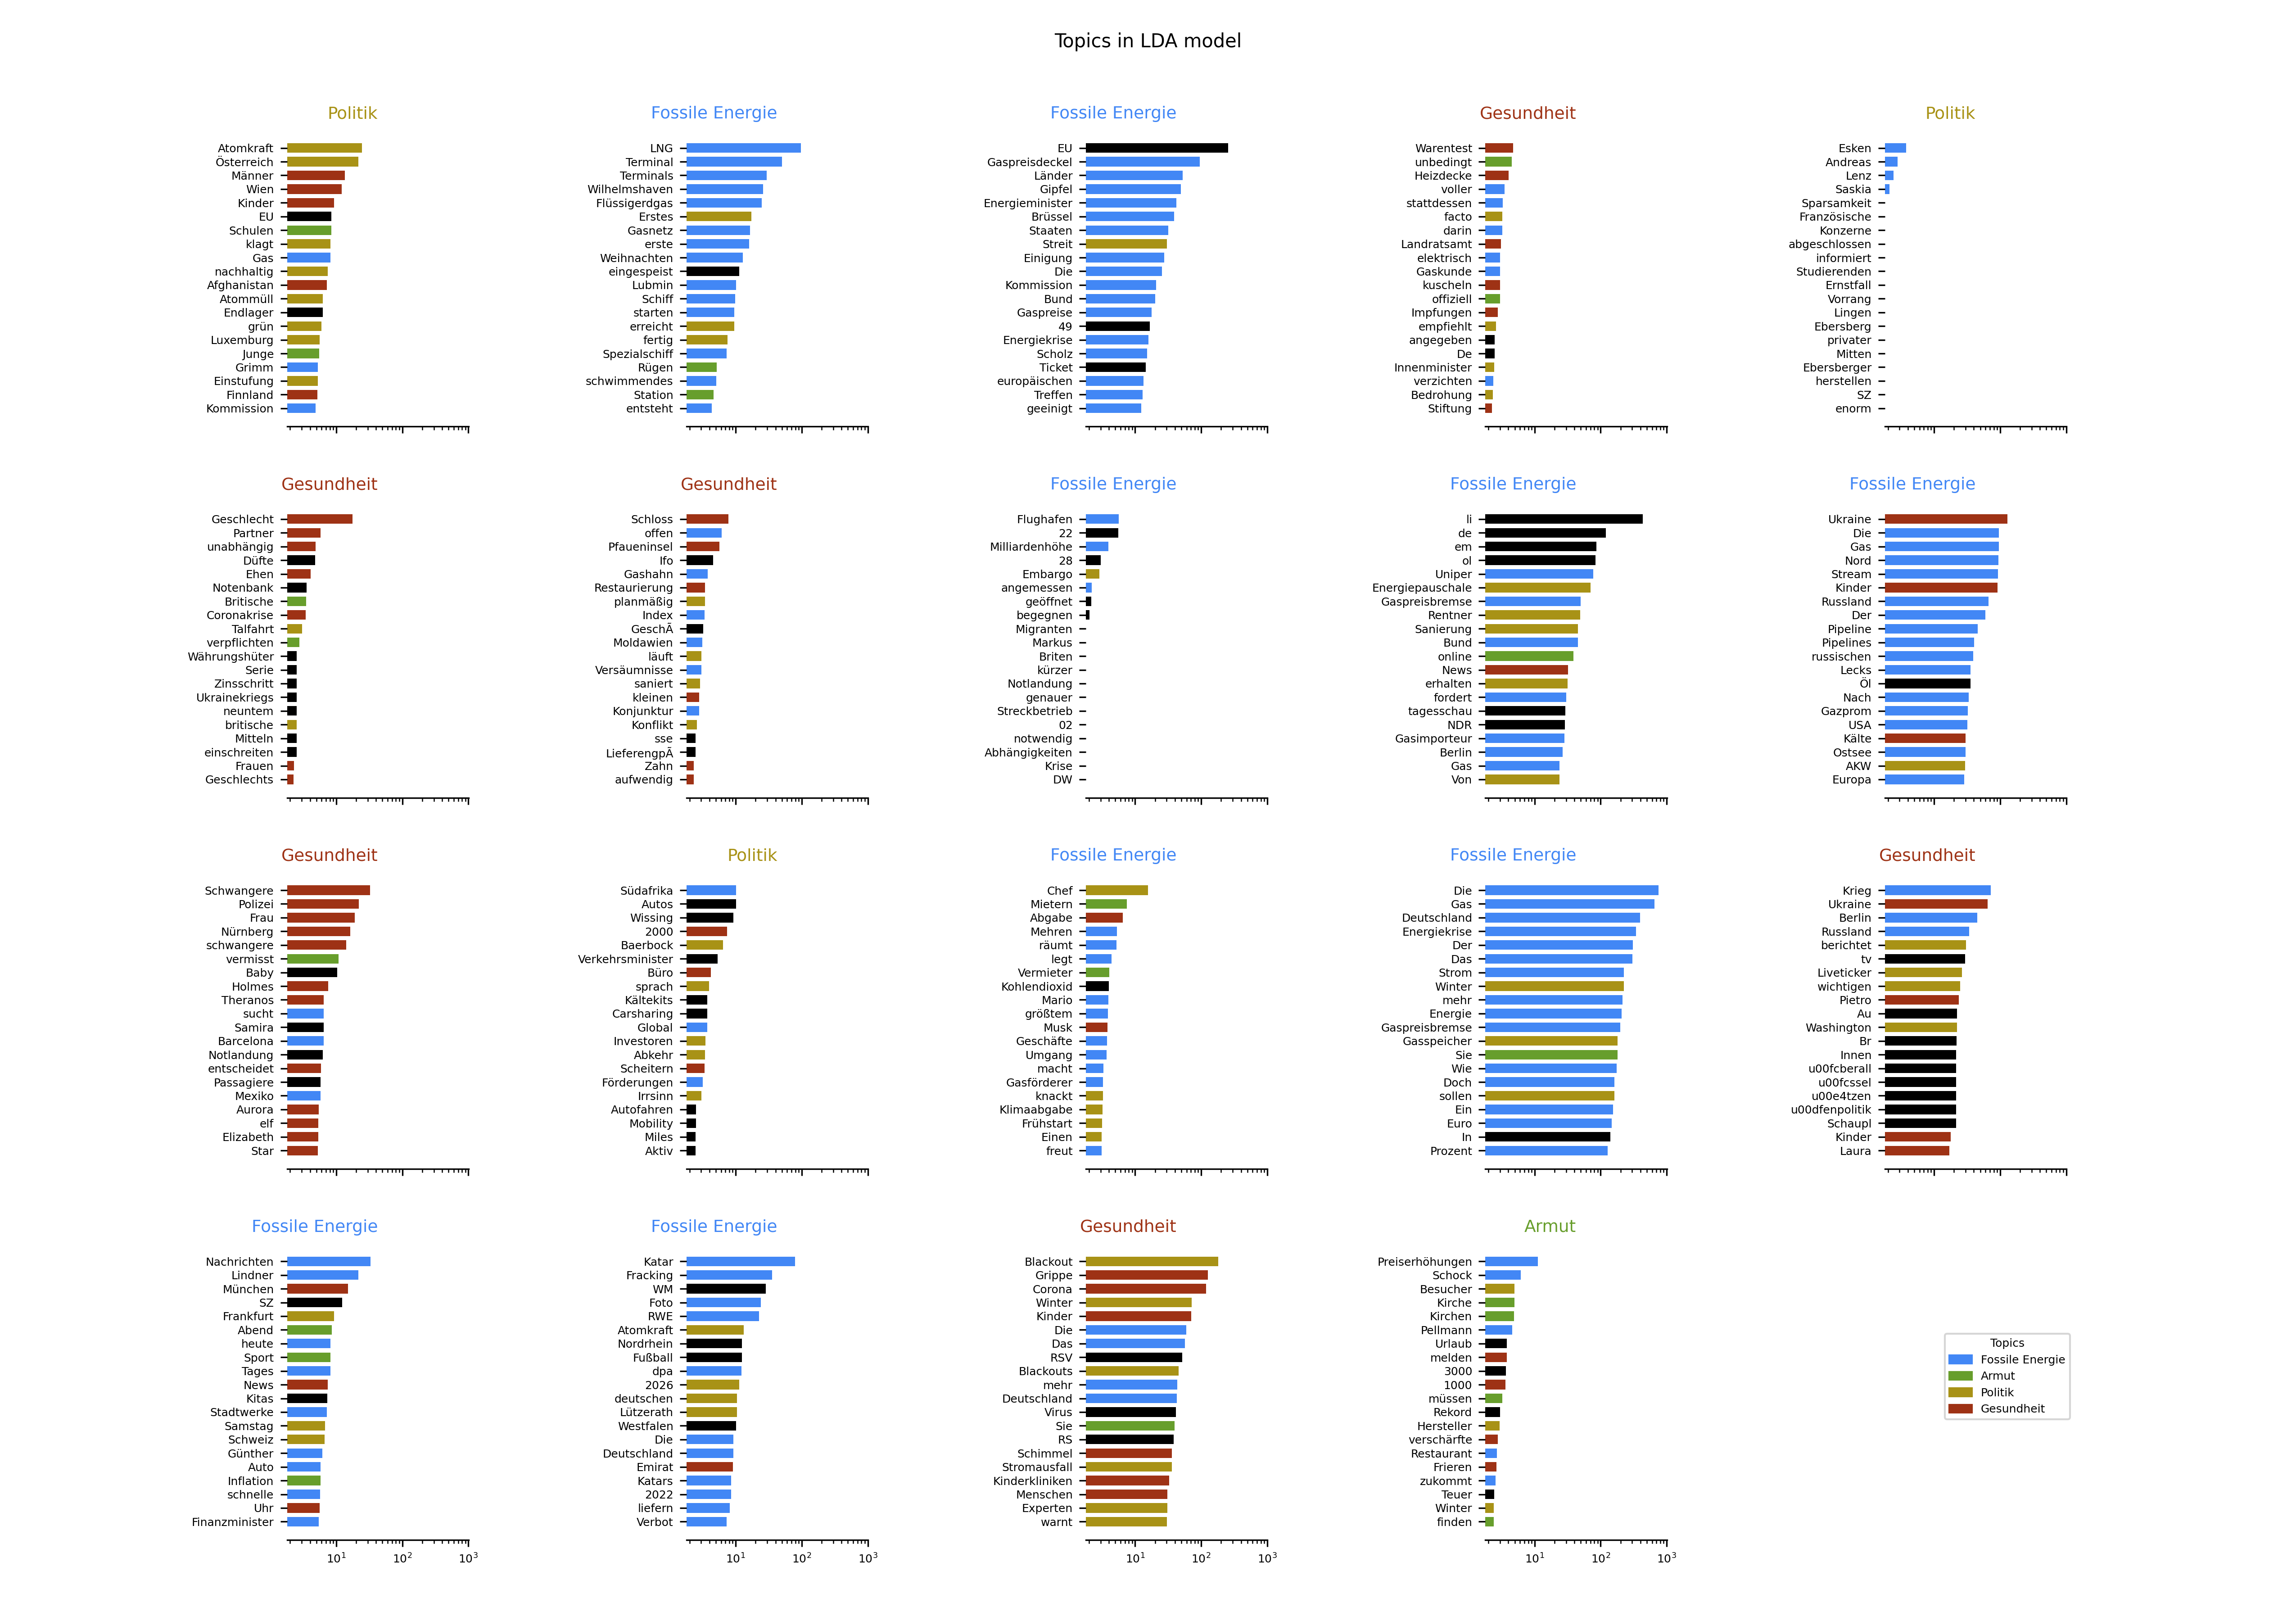 Topics in LDA model
Politik
Atomkraft
Österreich
Männer
Wien
Kinder
EU
Schulen
klagt
Gas
nachhaltig
Afghanistan
Atommüll
Endlager
grün
Luxemburg
Junge
Grimm
Einstufung
Finnland
Kommission
Fossile Energie
LNG
Terminal
Terminals
Wilhelmshaven
Flüssigerdgas
Erstes
Gasnetz
erste
Weihnachten
eingespeist
Lubmin
Schiff
starten
erreicht
fertig
Spezialschiff
Rügen
schwimmendes
Station
entsteht
Fossile Energie
EU
Gaspreisdeckel
Länder
Gipfel
Energieminister
Brüssel
Staaten
Streit
Einigung
Die
Kommission
Bund
Gaspreise
49
Energiekrise
Scholz
Ticket
europäischen
Treffen
geeinigt
Gesundheit
Warentest
unbedingt
Heizdecke
voller
stattdessen
facto
darin
Landratsamt
elektrisch
Gaskunde
kuscheln
offiziell
Impfungen
empfiehlt
angegeben
De
Innenminister
verzichten
Bedrohung
Stiftung
Politik
Esken
Andreas
Lenz
Saskia
Sparsamkeit
Französische
Konzerne
abgeschlossen
informiert
Studierenden
Ernstfall
Vorrang
Lingen
Ebersberg
privater
Mitten
Ebersberger
herstellen
SZ
enorm
Gesundheit
Geschlecht
Partner
unabhängig
Düfte
Ehen
Notenbank
Britische
Coronakrise
Talfahrt
verpflichten
Währungshüter
Serie
Zinsschritt
Ukrainekriegs
neuntem
britische
Mitteln
einschreiten
Frauen
Geschlechts
Gesundheit
Schloss
offen
Pfaueninsel
Ifo
Gashahn
Restaurierung
planmäßig
Index
GeschÃ
Moldawien
läuft
Versäumnisse
saniert
kleinen
Konjunktur
Konflikt
sse
LieferengpÃ
Zahn
aufwendig
Fossile Energie
Flughafen
22
Milliardenhöhe
28
Embargo
angemessen
geöffnet
begegnen
Migranten
Markus
Briten
kürzer
Notlandung
genauer
Streckbetrieb
02
notwendig
Abhängigkeiten
Krise
DW
Fossile Energie
li
de
em
ol
Uniper
Energiepauschale
Gaspreisbremse
Rentner
Sanierung
Bund
online
News
erhalten
fordert
tagesschau
NDR
Gasimporteur
Berlin
Gas
Von
Fossile Energie
Ukraine
Die
Gas
Nord
Stream
Kinder
Russland
Der
Pipeline
Pipelines
russischen
Lecks
Öl
Nach
Gazprom
USA
Kälte
Ostsee
AKW
Europa
Gesundheit
Schwangere
Polizei
Frau
Nürnberg
schwangere
vermisst
Baby
Holmes
Theranos
sucht
Samira
Barcelona
Notlandung
entscheidet
Passagiere
Mexiko
Aurora
elf
Elizabeth
Star
Politik
Südafrika
Autos
Wissing
2000
Baerbock
Verkehrsminister
Büro
sprach
Kältekits
Carsharing
Global
Investoren
Abkehr
Scheitern
Förderungen
Irrsinn
Autofahren
Mobility
Miles
Aktiv
Fossile Energie
Chef
Mietern
Abgabe
Mehren
räumt
legt
Vermieter
Kohlendioxid
Mario
größtem
Musk
Geschäfte
Umgang
macht
Gasförderer
knackt
Klimaabgabe
Frühstart
Einen
freut
Fossile Energie
Die
Gas
Deutschland
Energiekrise
Der
Das
Strom
Winter
mehr
Energie
Gaspreisbremse
Gasspeicher
Sie
Wie
Doch
sollen
Ein
Euro
In
Prozent
Gesundheit
Krieg
Ukraine
Berlin
Russland
berichtet
tv
Liveticker
wichtigen
Pietro
Au
Washington
Br
Innen
u00fcberall
u00fcssel
u00e4tzen
u00dfenpolitik
Schaupl
Kinder
Laura
Fossile Energie
Nachrichten
Lindner
München
SZ
Frankfurt
Abend
heute
Sport
Tages
News
Kitas
Stadtwerke
Samstag
Schweiz
Günther
Auto
Inflation
schnelle
Uhr
Finanzminister
10¹ 10² 10³
Fossile Energie
Katar
Fracking
WM
Foto
RWE
Atomkraft
Nordrhein
Fußball
dpa
2026
deutschen
Lützerath
Westfalen
Die
Deutschland
Emirat
Katars
2022
liefern
Verbot
10¹ 10² 10³
Gesundheit
Blackout
Grippe
Corona
Winter
Kinder
Die
Das
RSV
Blackouts
mehr
Deutschland
Virus
Sie
RS
Schimmel
Stromausfall
Kinderkliniken
Menschen
Experten
warnt
10¹ 10² 10³
Armut
Preiserhöhungen
Schock
Besucher
Kirche
Kirchen
Pellmann
Urlaub
melden
3000
1000
müssen
Rekord
Hersteller
verschärfte
Restaurant
Frieren
zukommt
Teuer
Winter
finden
10¹ 10² 10³
Topics
Fossile Energie
Armut
Politik
Gesundheit